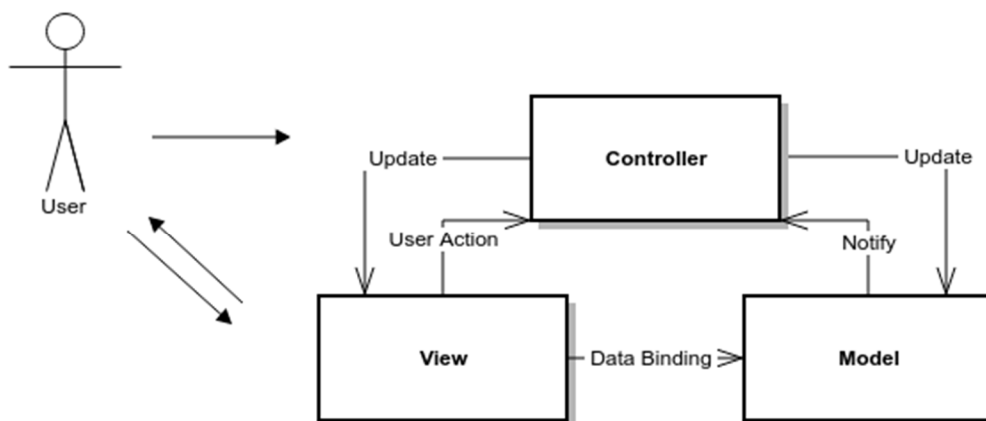 Controller
Update
Update
User
User Action
Notify
View
Data Binding
Model